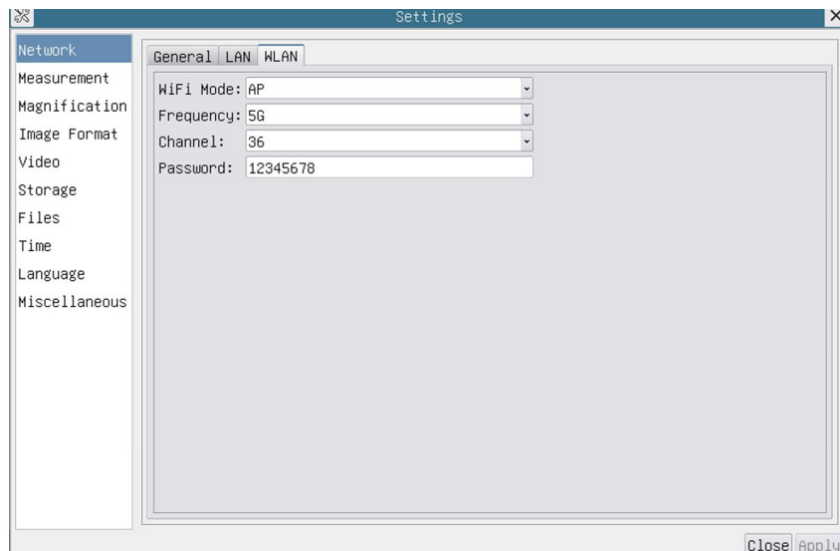 Settings
Network
Measurement
Magnification
Image Format
Video
Storage
Files
Time
Language
Miscellaneous
General LAN WLAN
WiFi Mode: AP
Frequency: 5G
Channel: 36
Password: 12345678
Close Apply